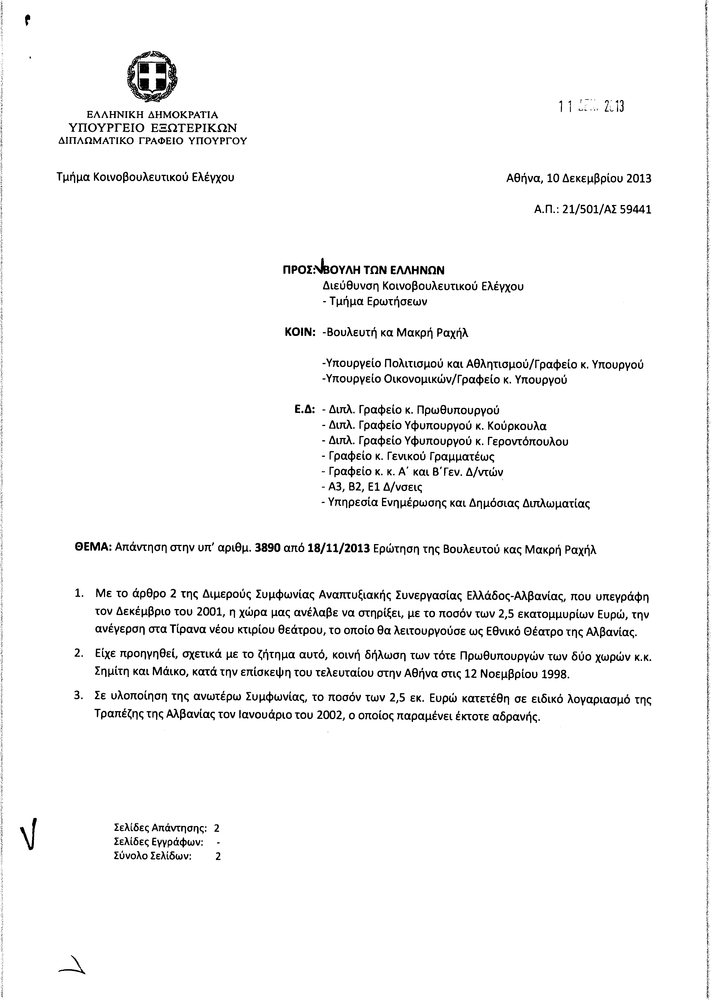 ΕΛΛΗΝΙΚΗ ΔΗΜΟΚΡΑΤΙΑ
ΥΠΟΥΡΓΕΙΟ ΕΞΩΤΕΡΙΚΩΝ
ΔΙΠΛΩΜΑΤΙΚΟ ΓΡΑΦΕΙΟ ΥΠΟΥΡΓΟΥ
11 ΔΕΚ. 2013
Τμήμα Κοινοβουλευτικού Ελέγχου
Αθήνα, 10 Δεκεμβρίου 2013
Α.Π.: 21/501/ΑΣ 59441
ΠΡΟΣ: ΒΟΥΛΗ ΤΩΝ ΕΛΛΗΝΩΝ
Διεύθυνση Κοινοβουλευτικού Ελέγχου
- Τμήμα Ερωτήσεων
ΚΟΙΝ: -Βουλευτή κα Μακρή Ραχήλ
-Υπουργείο Πολιτισμού και Αθλητισμού/Γραφείο κ. Υπουργού
-Υπουργείο Οικονομικών/Γραφείο κ. Υπουργού
Ε.Δ: - Διπλ. Γραφείο κ. Πρωθυπουργού
- Διπλ. Γραφείο Υφυπουργού κ. Κούρκουλα
- Διπλ. Γραφείο Υφυπουργού κ. Γεροντόπουλου
- Γραφείο κ. Γενικού Γραμματέως
- Γραφείο κ. κ. Α΄ και Β΄Γεν. Δ/ντών
- Α3, Β2, Ε1 Δ/νσεις
- Υπηρεσία Ενημέρωσης και Δημόσιας Διπλωματίας
ΘΕΜΑ: Απάντηση στην υπ’ αριθμ. 3890 από 18/11/2013 Ερώτηση της Βουλευτού κας Μακρή Ραχήλ
1. Με το άρθρο 2 της Διμερούς Συμφωνίας Αναπτυξιακής Συνεργασίας Ελλάδος-Αλβανίας, που υπεγράφη
τον Δεκέμβριο του 2001, η χώρα μας ανέλαβε να στηρίξει, με το ποσόν των 2,5 εκατομμυρίων Ευρώ, την
ανέγερση στα Τίρανα νέου κτιρίου θεάτρου, το οποίο θα λειτουργούσε ως Εθνικό Θέατρο της Αλβανίας.
2. Είχε προηγηθεί, σχετικά με το ζήτημα αυτό, κοινή δήλωση των τότε Πρωθυπουργών των δύο χωρών κ.κ.
Σημίτη και Μάικο, κατά την επίσκεψη του τελευταίου στην Αθήνα στις 12 Νοεμβρίου 1998.
3. Σε υλοποίηση της ανωτέρω Συμφωνίας, το ποσόν των 2,5 εκ. Ευρώ κατετέθη σε ειδικό λογαριασμό της
Τραπέζης της Αλβανίας τον Ιανουάριο του 2002, ο οποίος παραμένει έκτοτε αδρανής.
Σελίδες Απάντησης: 2
Σελίδες Εγγράφων: -
Σύνολο Σελίδων: 2